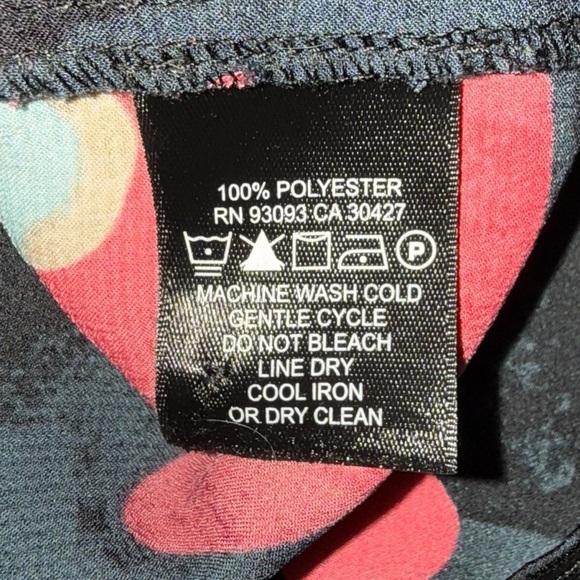 100% POLYESTER
RN 93093 CA 30427
P
MACHINE WASH COLD
GENTLE CYCLE
DO NOT BLEACH
LINE DRY
COOL IRON
OR DRY CLEAN